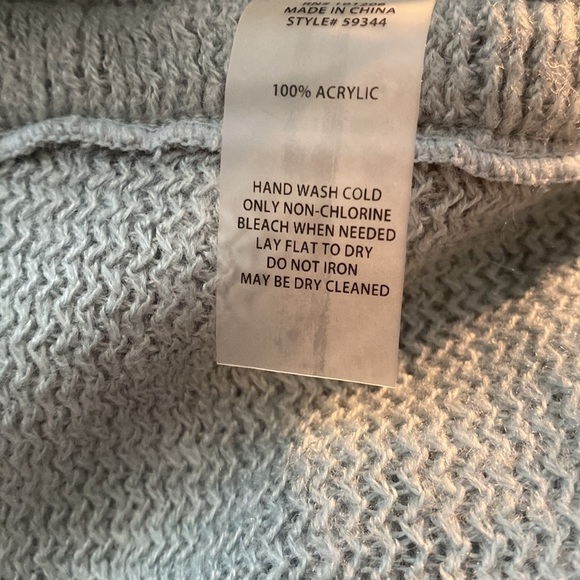 MADE IN CHINA
STYLE# 59344
100% ACRYLIC
HAND WASH COLD
ONLY NON-CHLORINE
BLEACH WHEN NEEDED
LAY FLAT TO DRY
DO NOT IRON
MAY BE DRY CLEANED